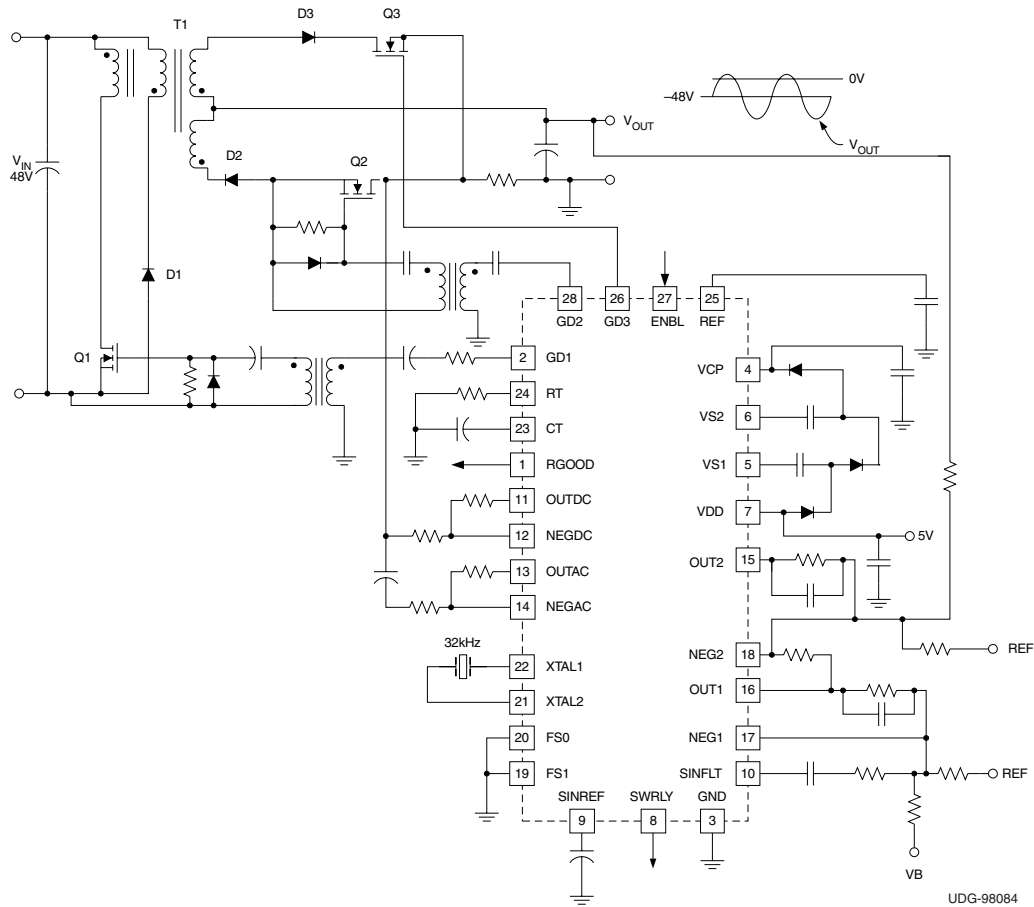 T1
D3
Q3
0V
–48V
VOUT
VOUT
D2
Q2
VIN
48V
D1
Q1
28
26
27
25
GD2
GD3
ENBL
REF
2
GD1
24
RT
23
CT
1
RGOOD
11
OUTDC
12
NEGDC
13
OUTAC
14
NEGAC
32kHz
22
XTAL1
21
XTAL2
20
FS0
19
FS1
VCP
4
VS2
6
VS1
5
VDD
7
5V
OUT2
15
NEG2
18
REF
OUT1
16
NEG1
17
SINFLT
10
REF
SINREF
SWRLY
GND
9
8
3
VB
UDG-98084